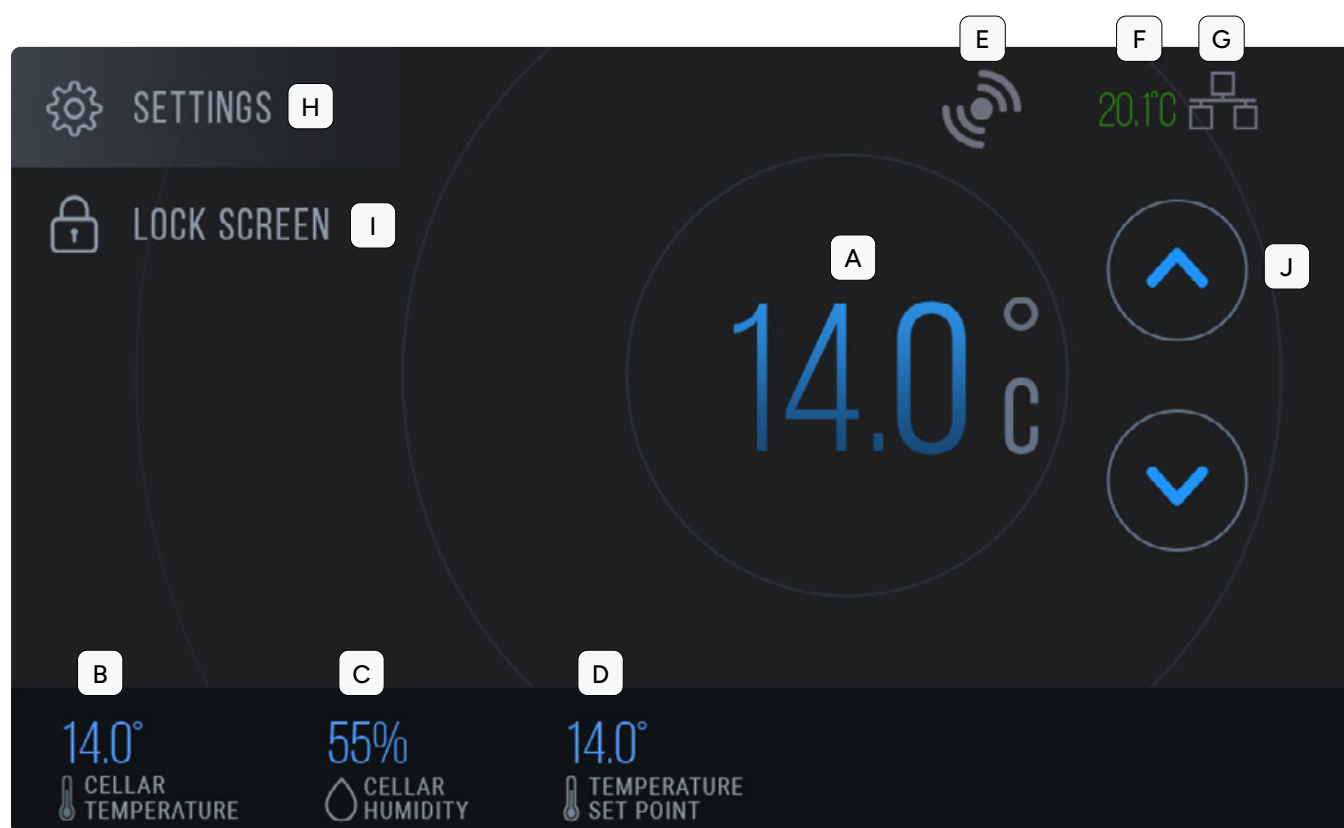 E
F
G
SETTINGS H
20.1°C
LOCK SCREEN I
A
J
14.0 °C
B
C
D
14.0°
55%
14.0°
CELLAR TEMPERATURE
CELLAR HUMIDITY
TEMPERATURE SET POINT